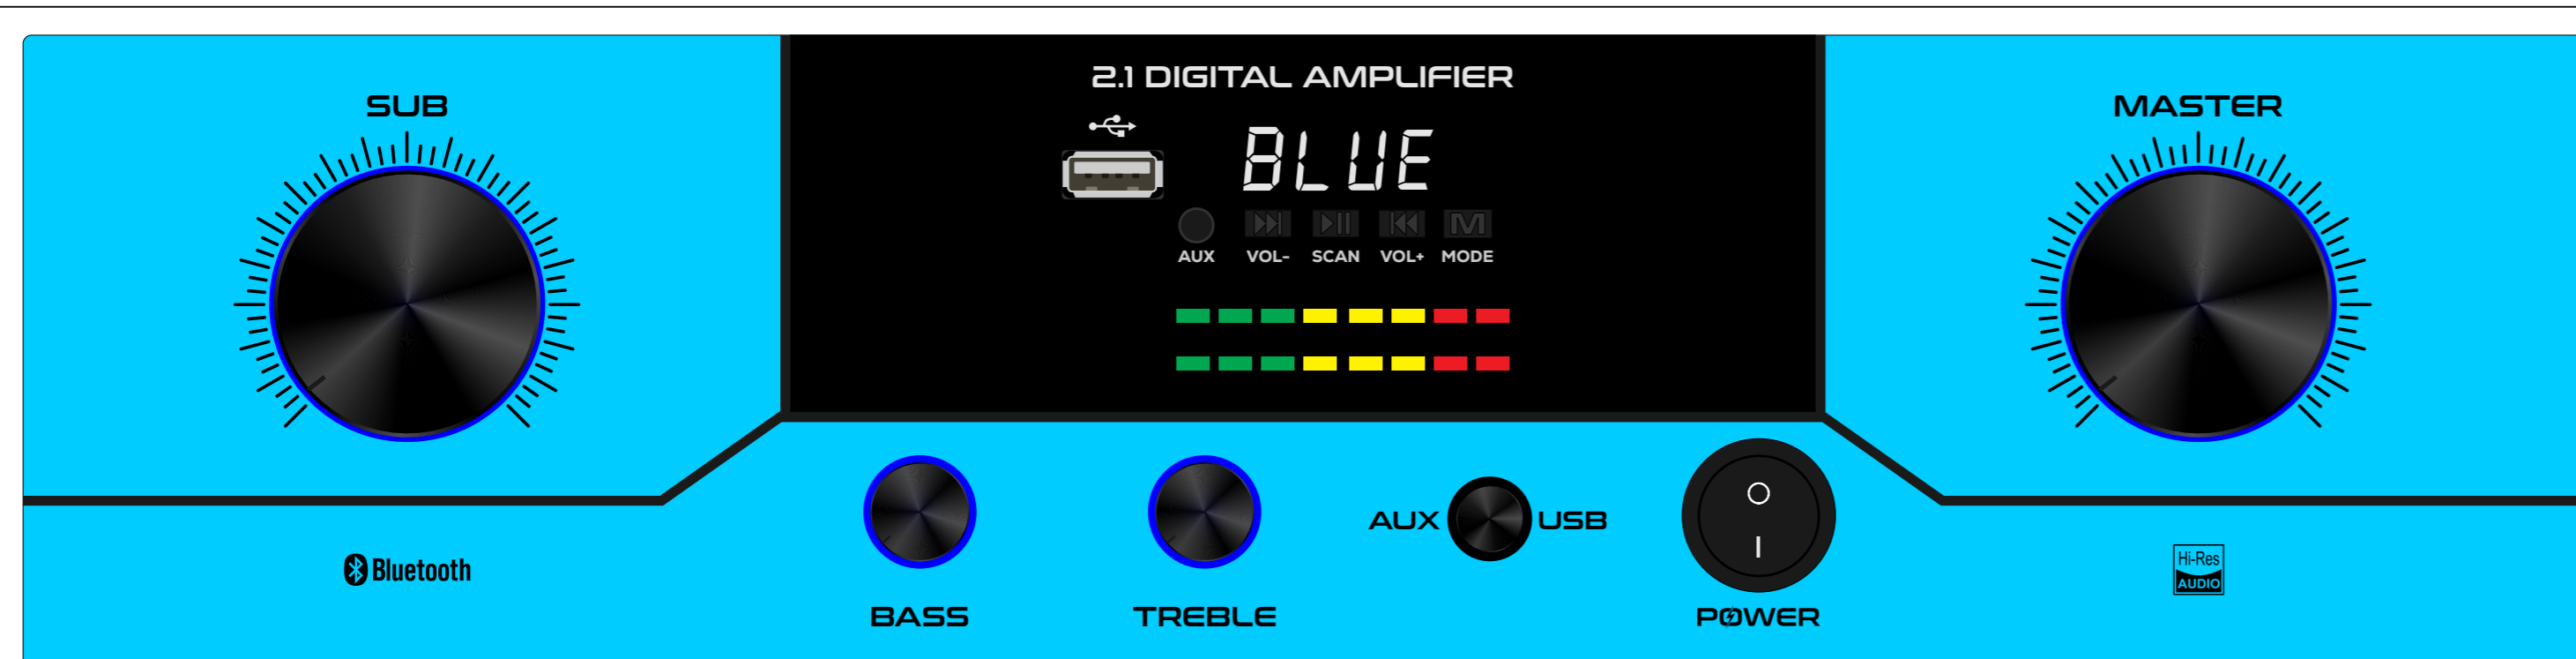 2.1 DIGITAL AMPLIFIER
SUB
MASTER
BLUE
M
AUX VOL- SCAN VOL+ MODE
AUX USB
Bluetooth
Hi-Res
AUDIO
BASS TREBLE POWER